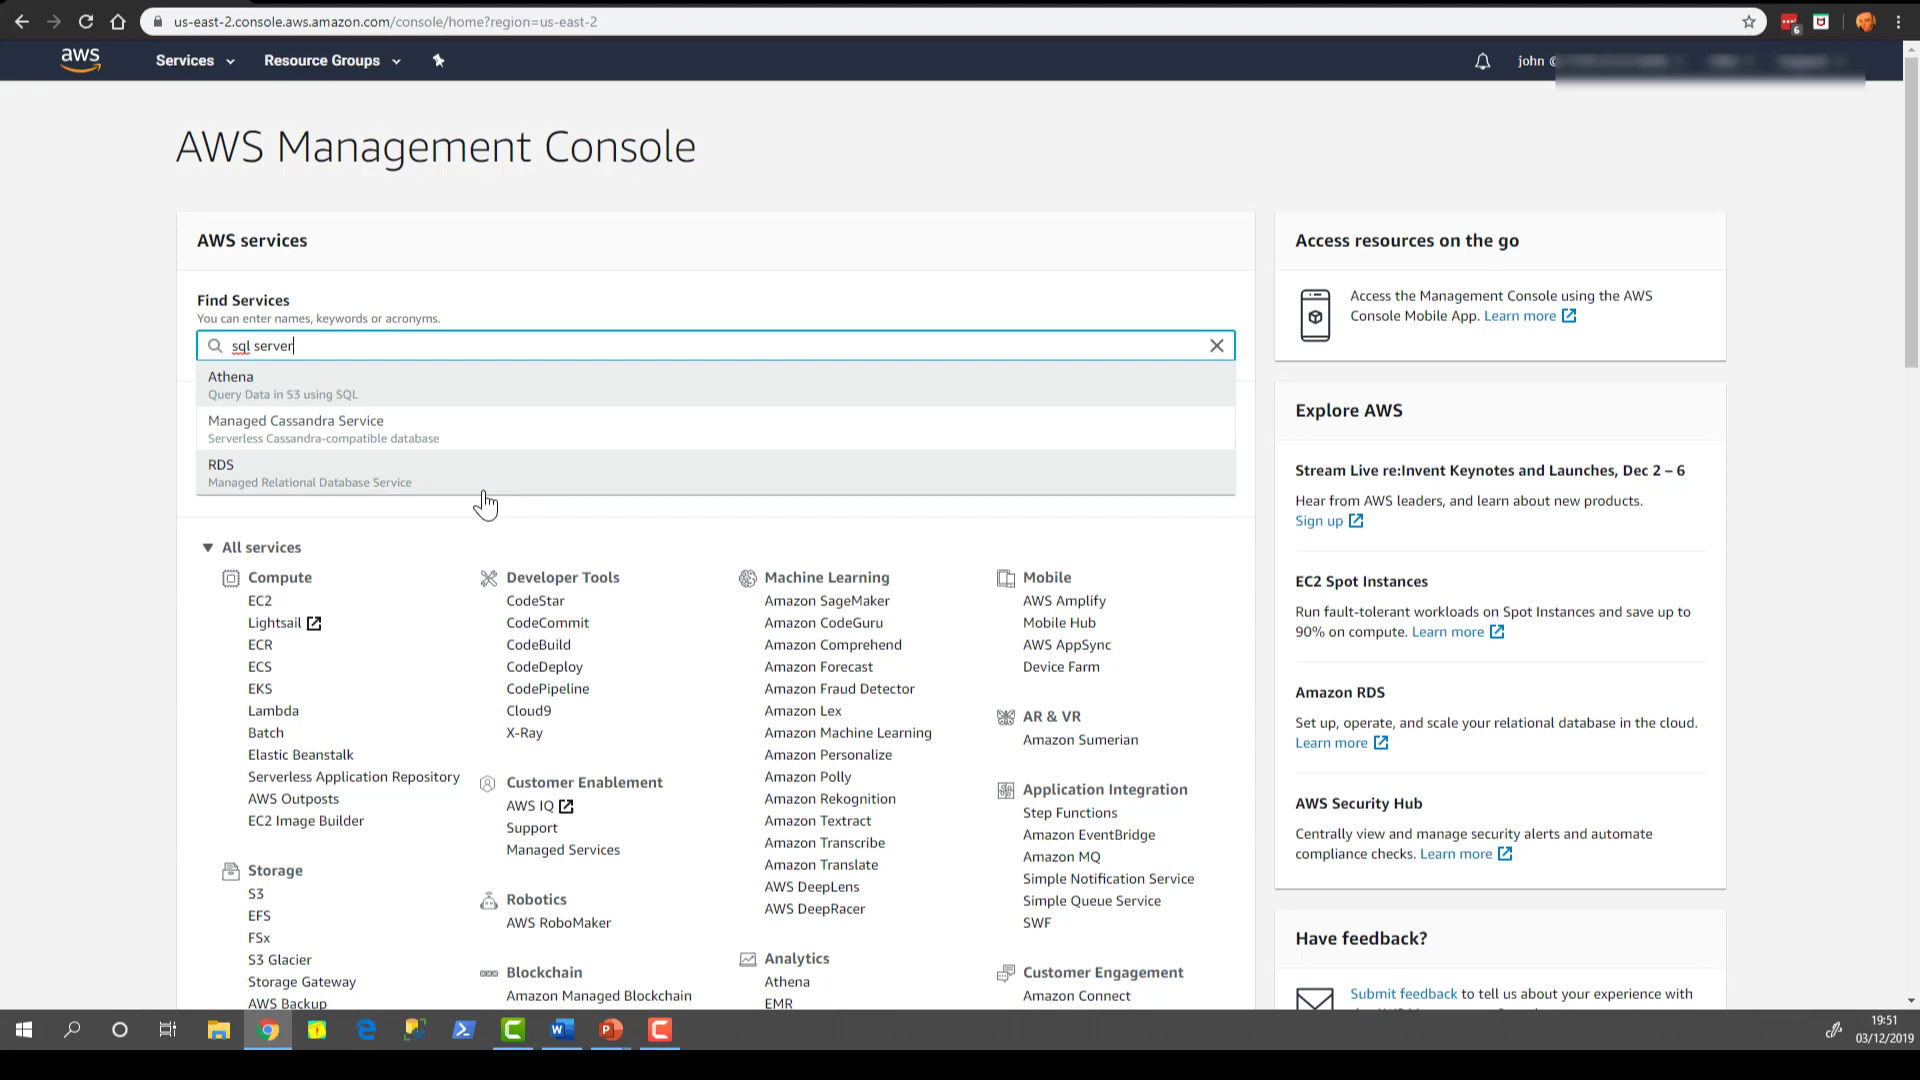 us-east-2.console.aws.amazon.com/console/home?region=us-east-2
6
aws
Services
Resource Groups
john @
AWS Management Console
AWS services
Find Services
You can enter names, keywords or acronyms.
sql server
Athena
Query Data in S3 using SQL
Managed Cassandra Service
Serverless Cassandra-compatible database
RDS
Managed Relational Database Service
All services
Compute
EC2
Lightsail
ECR
ECS
EKS
Lambda
Batch
Elastic Beanstalk
Serverless Application Repository
AWS Outposts
EC2 Image Builder
Storage
S3
EFS
FSx
S3 Glacier
Storage Gateway
AWS Backup
Developer Tools
CodeStar
CodeCommit
CodeBuild
CodeDeploy
CodePipeline
Cloud9
X-Ray
Customer Enablement
AWS IQ
Support
Managed Services
Robotics
AWS RoboMaker
Blockchain
Amazon Managed Blockchain
Machine Learning
Amazon SageMaker
Amazon CodeGuru
Amazon Comprehend
Amazon Forecast
Amazon Fraud Detector
Amazon Lex
Amazon Machine Learning
Amazon Personalize
Amazon Polly
Amazon Rekognition
Amazon Textract
Amazon Transcribe
Amazon Translate
AWS DeepLens
AWS DeepRacer
Analytics
Athena
EMR
Mobile
AWS Amplify
Mobile Hub
AWS AppSync
Device Farm
AR & VR
Amazon Sumerian
Application Integration
Step Functions
Amazon EventBridge
Amazon MQ
Simple Notification Service
Simple Queue Service
SWF
Customer Engagement
Amazon Connect
Access resources on the go
Access the Management Console using the AWS
Console Mobile App. Learn more
Explore AWS
Stream Live re:Invent Keynotes and Launches, Dec 2 – 6
Hear from AWS leaders, and learn about new products.
Sign up
EC2 Spot Instances
Run fault-tolerant workloads on Spot Instances and save up to
90% on compute. Learn more
Amazon RDS
Set up, operate, and scale your relational database in the cloud.
Learn more
AWS Security Hub
Centrally view and manage security alerts and automate
compliance checks. Learn more
Have feedback?
Submit feedback to tell us about your experience with
19:51
03/12/2019